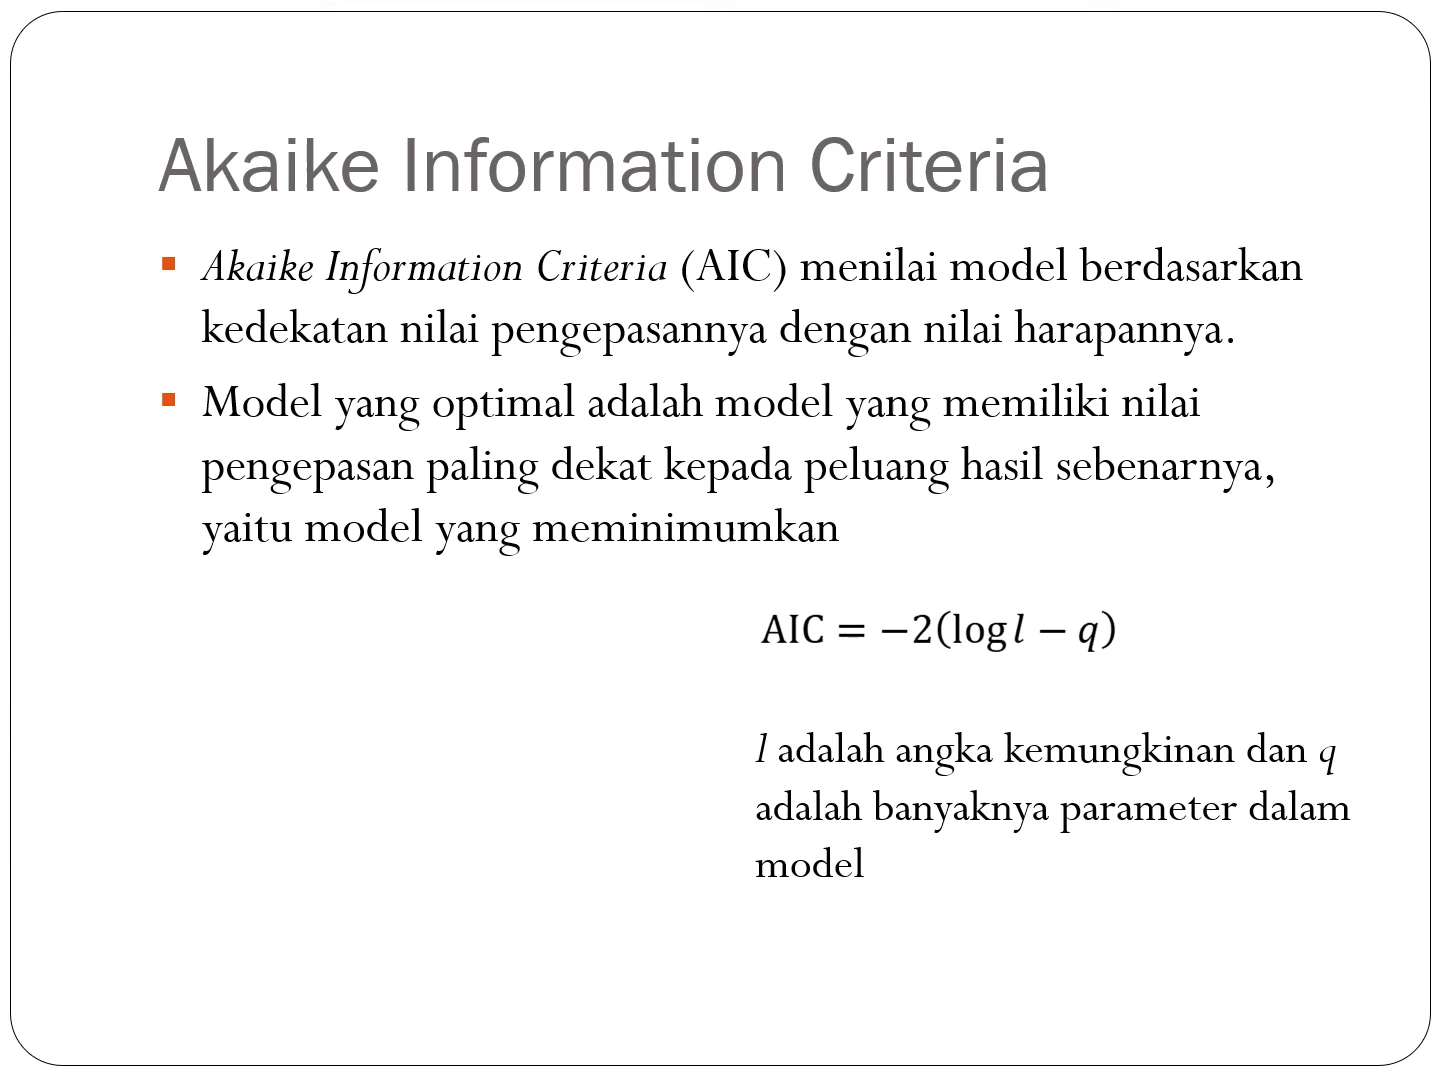 Akaike Information Criteria
▪ Akaike Information Criteria (AIC) menilai model berdasarkan
kedekatan nilai pengepasannya dengan nilai harapannya.
▪ Model yang optimal adalah model yang memiliki nilai
pengepasan paling dekat kepada peluang hasil sebenarnya,
yaitu model yang meminimumkan
AIC = −2(log l − q)
l adalah angka kemungkinan dan q
adalah banyaknya parameter dalam
model